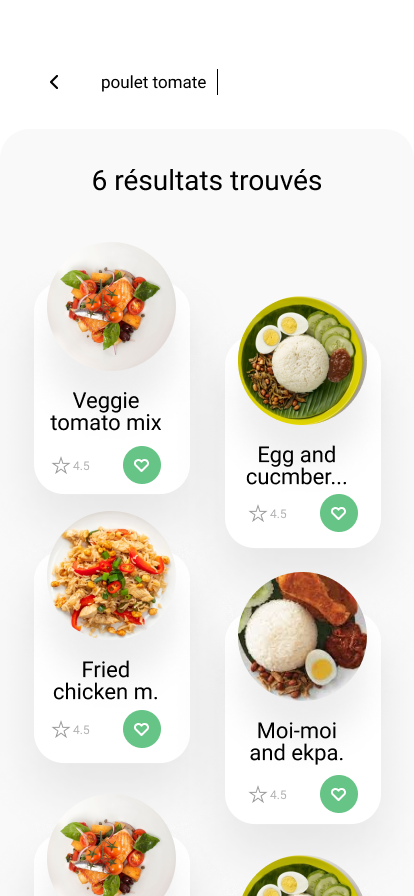 poulet tomate
6 résultats trouvés
Veggie
tomato mix
4.5
Egg and
cucmber...
4.5
Fried
chicken m.
4.5
Moi-moi
and ekpa.
4.5